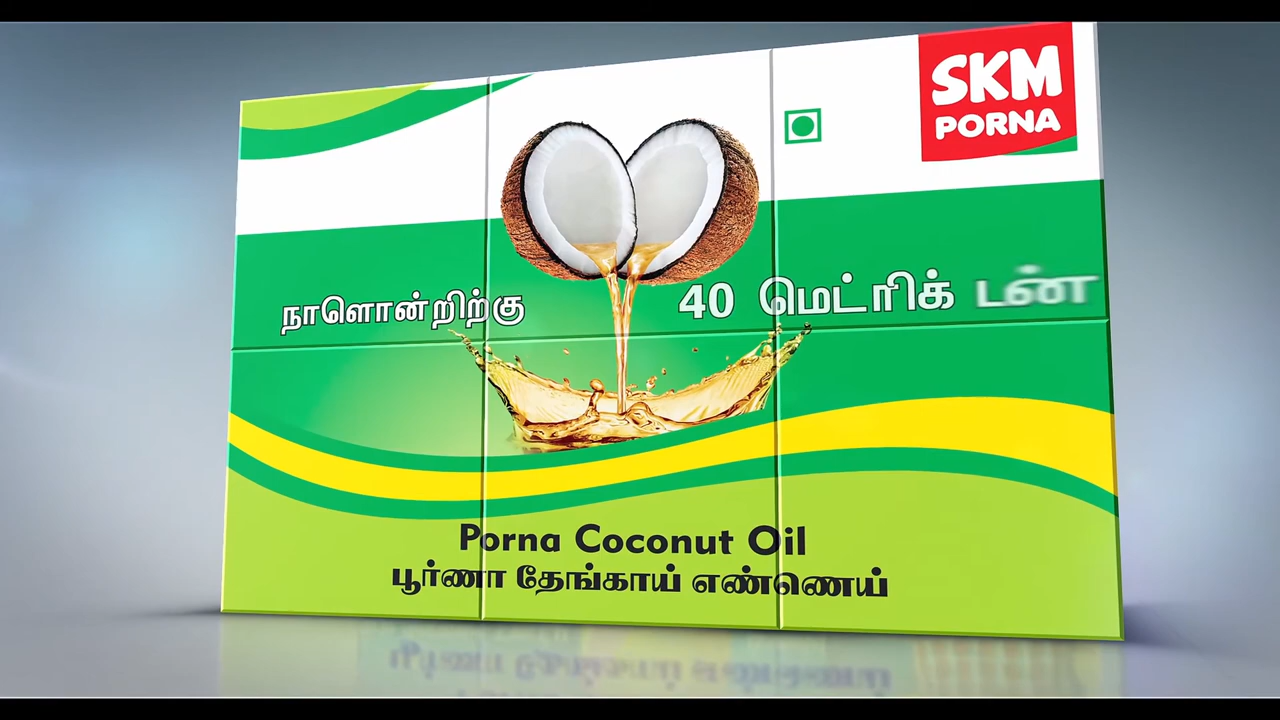 SKM
PORNA
நாளொன்றிற்கு 40 மெட்ரிக் டன்
Porna Coconut Oil
பூர்ணா தேங்காய் எண்ணெய்